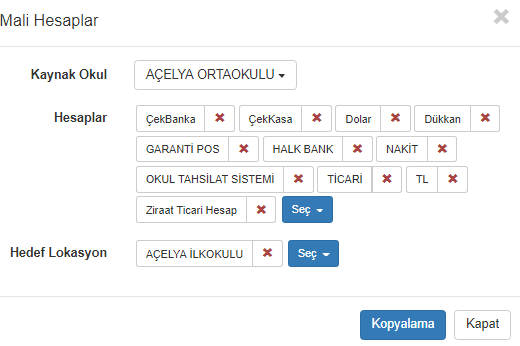 Mali Hesaplar
Kaynak Okul AÇELYA ORTAOKULU
Hesaplar ÇekBanka ÇekKasa Dolar Dükkan
GARANTİ POS HALK BANK NAKİT
OKUL TAHSİLAT SİSTEMİ TİCARİ TL
Ziraat Ticari Hesap Seç
Hedef Lokasyon AÇELYA İLKOKULU Seç
Kopyalama Kapat